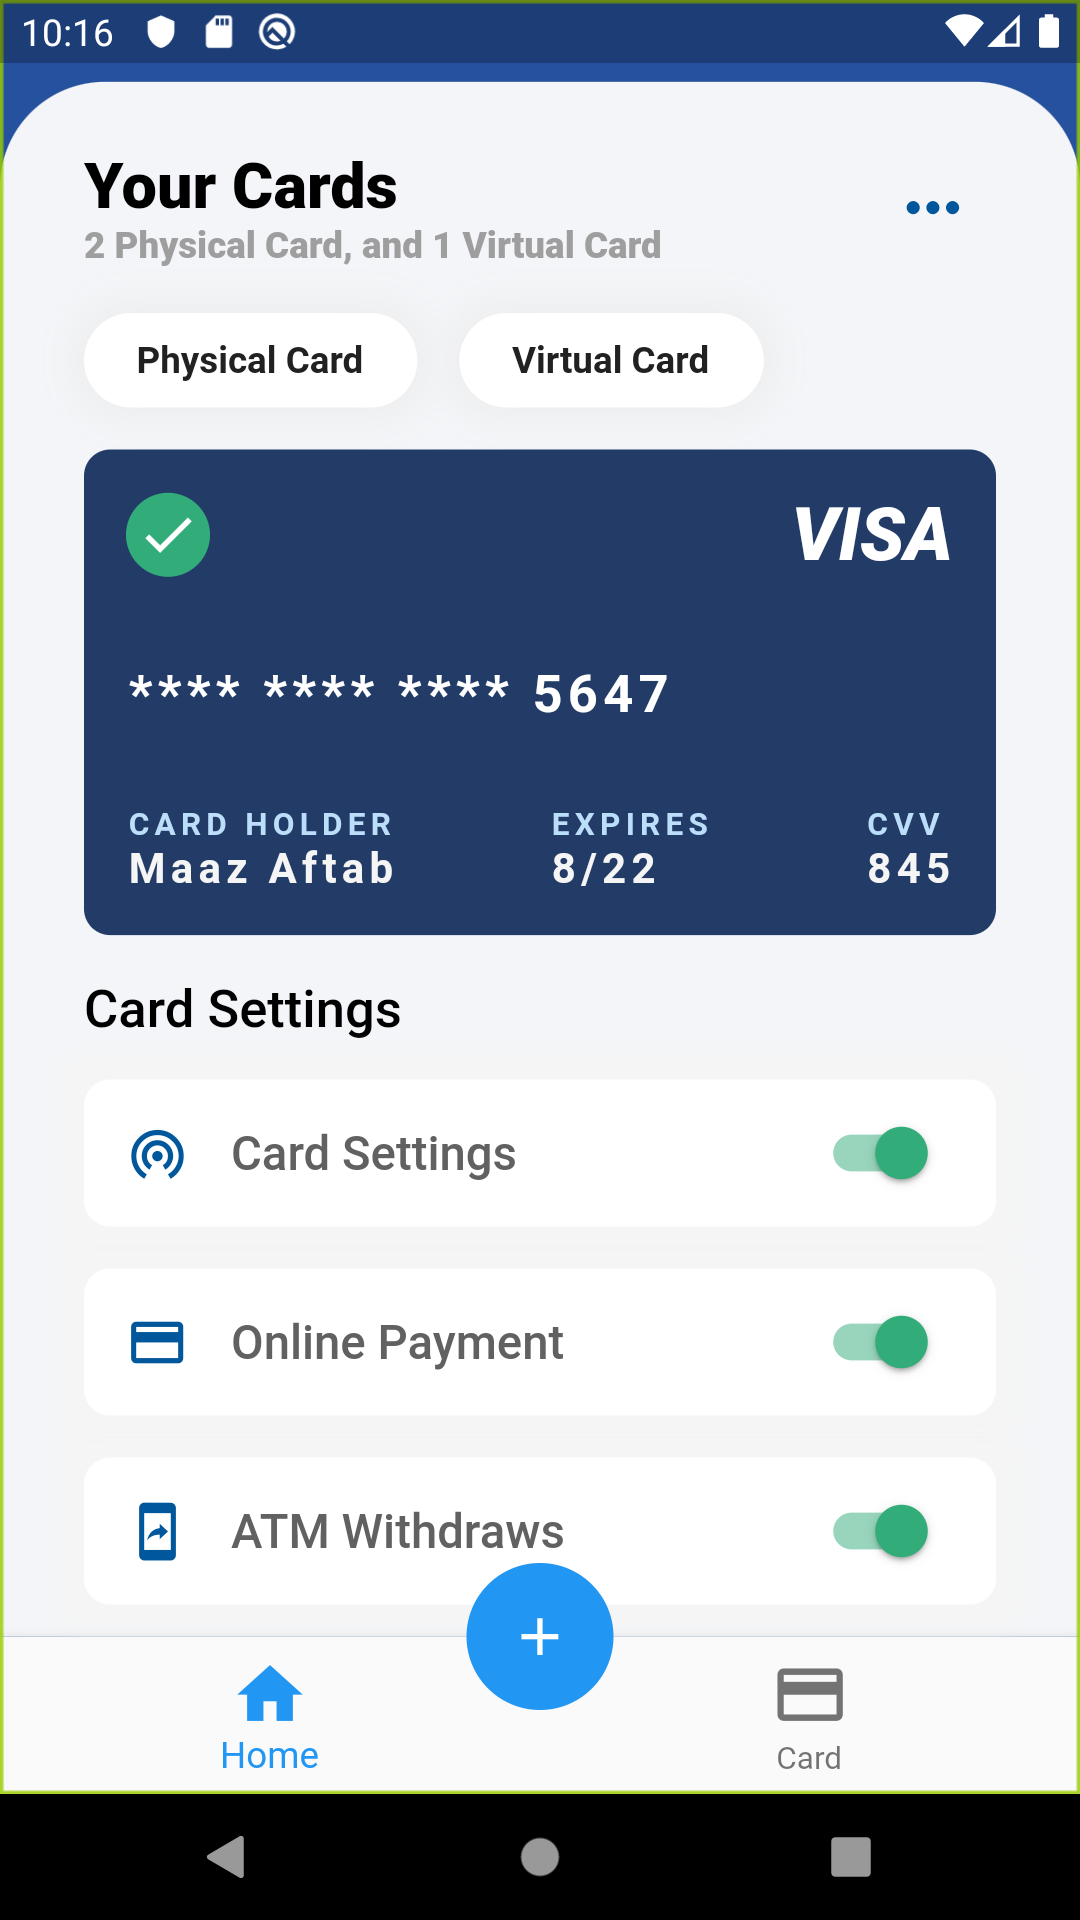 10:16
Your Cards
2 Physical Card, and 1 Virtual Card
Physical Card
Virtual Card
VISA
**** **** **** 5647
CARD HOLDER
EXPIRES
CVV
Maaz Aftab
8/22
845
Card Settings
Card Settings
Online Payment
ATM Withdraws
Home
Card